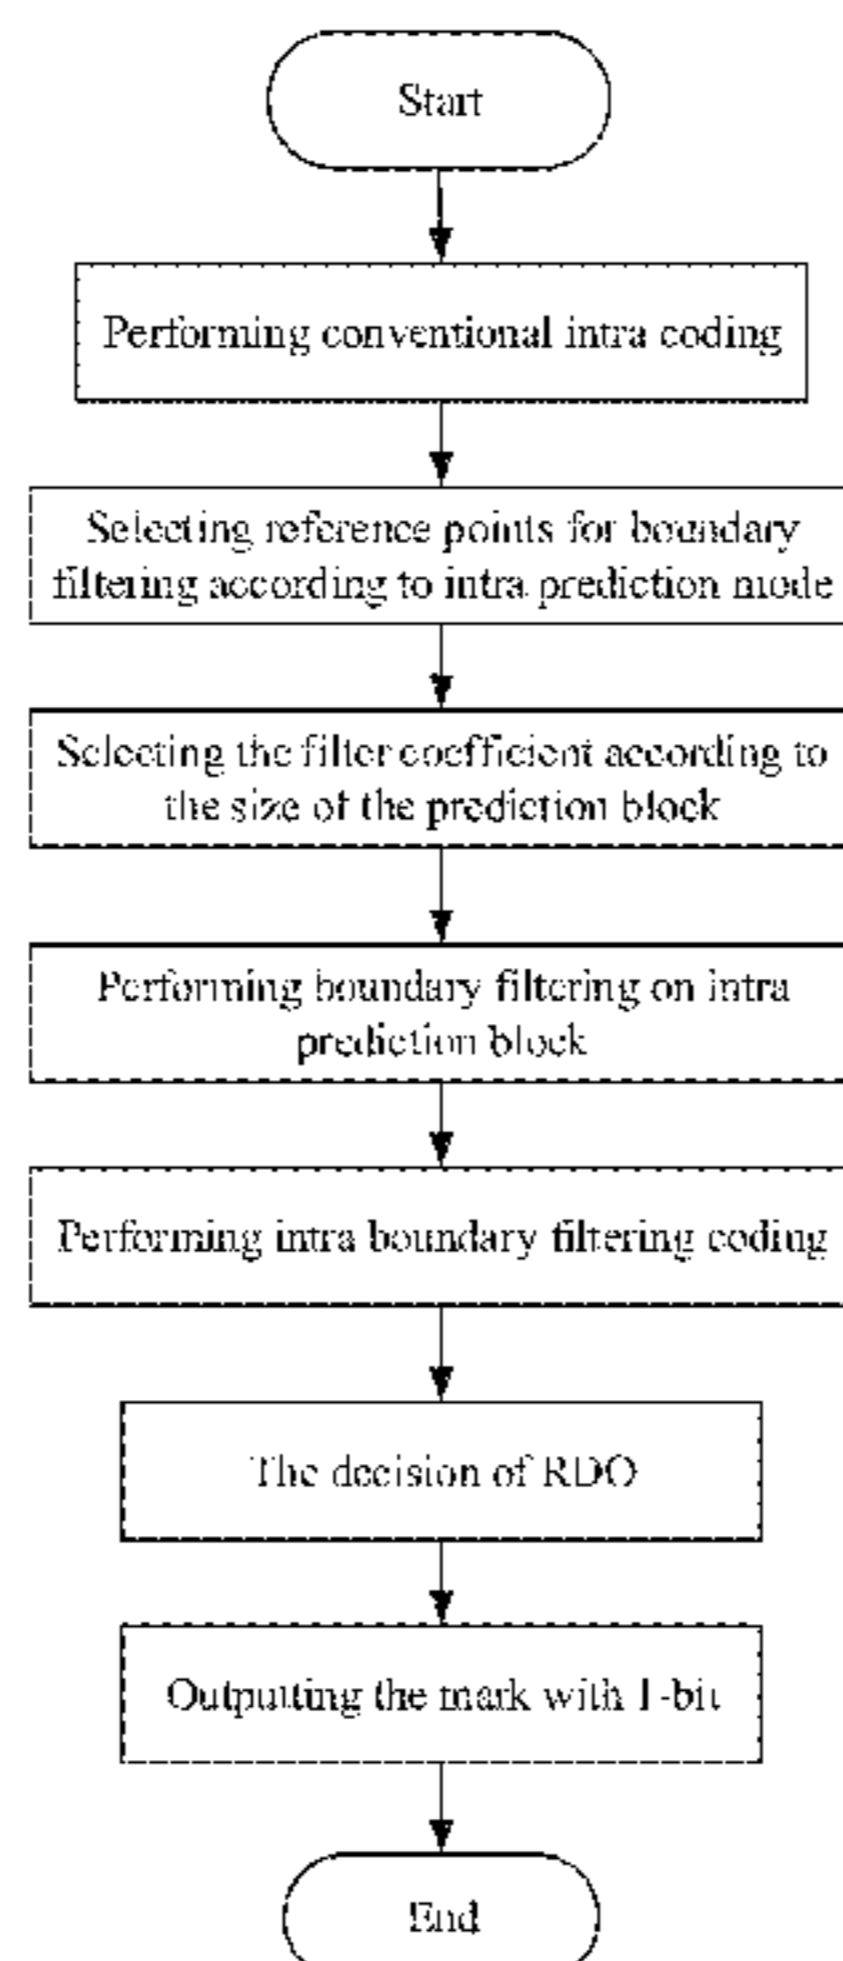 Start
Performing conventional intra coding
Selecting reference points for boundary
filtering according to intra prediction mode
Selecting the filter coefficient according to
the size of the prediction block
Performing boundary filtering on intra
prediction block
Performing intra boundary filtering coding
The decision of RDO
Outputting the mark with 1-bit
End